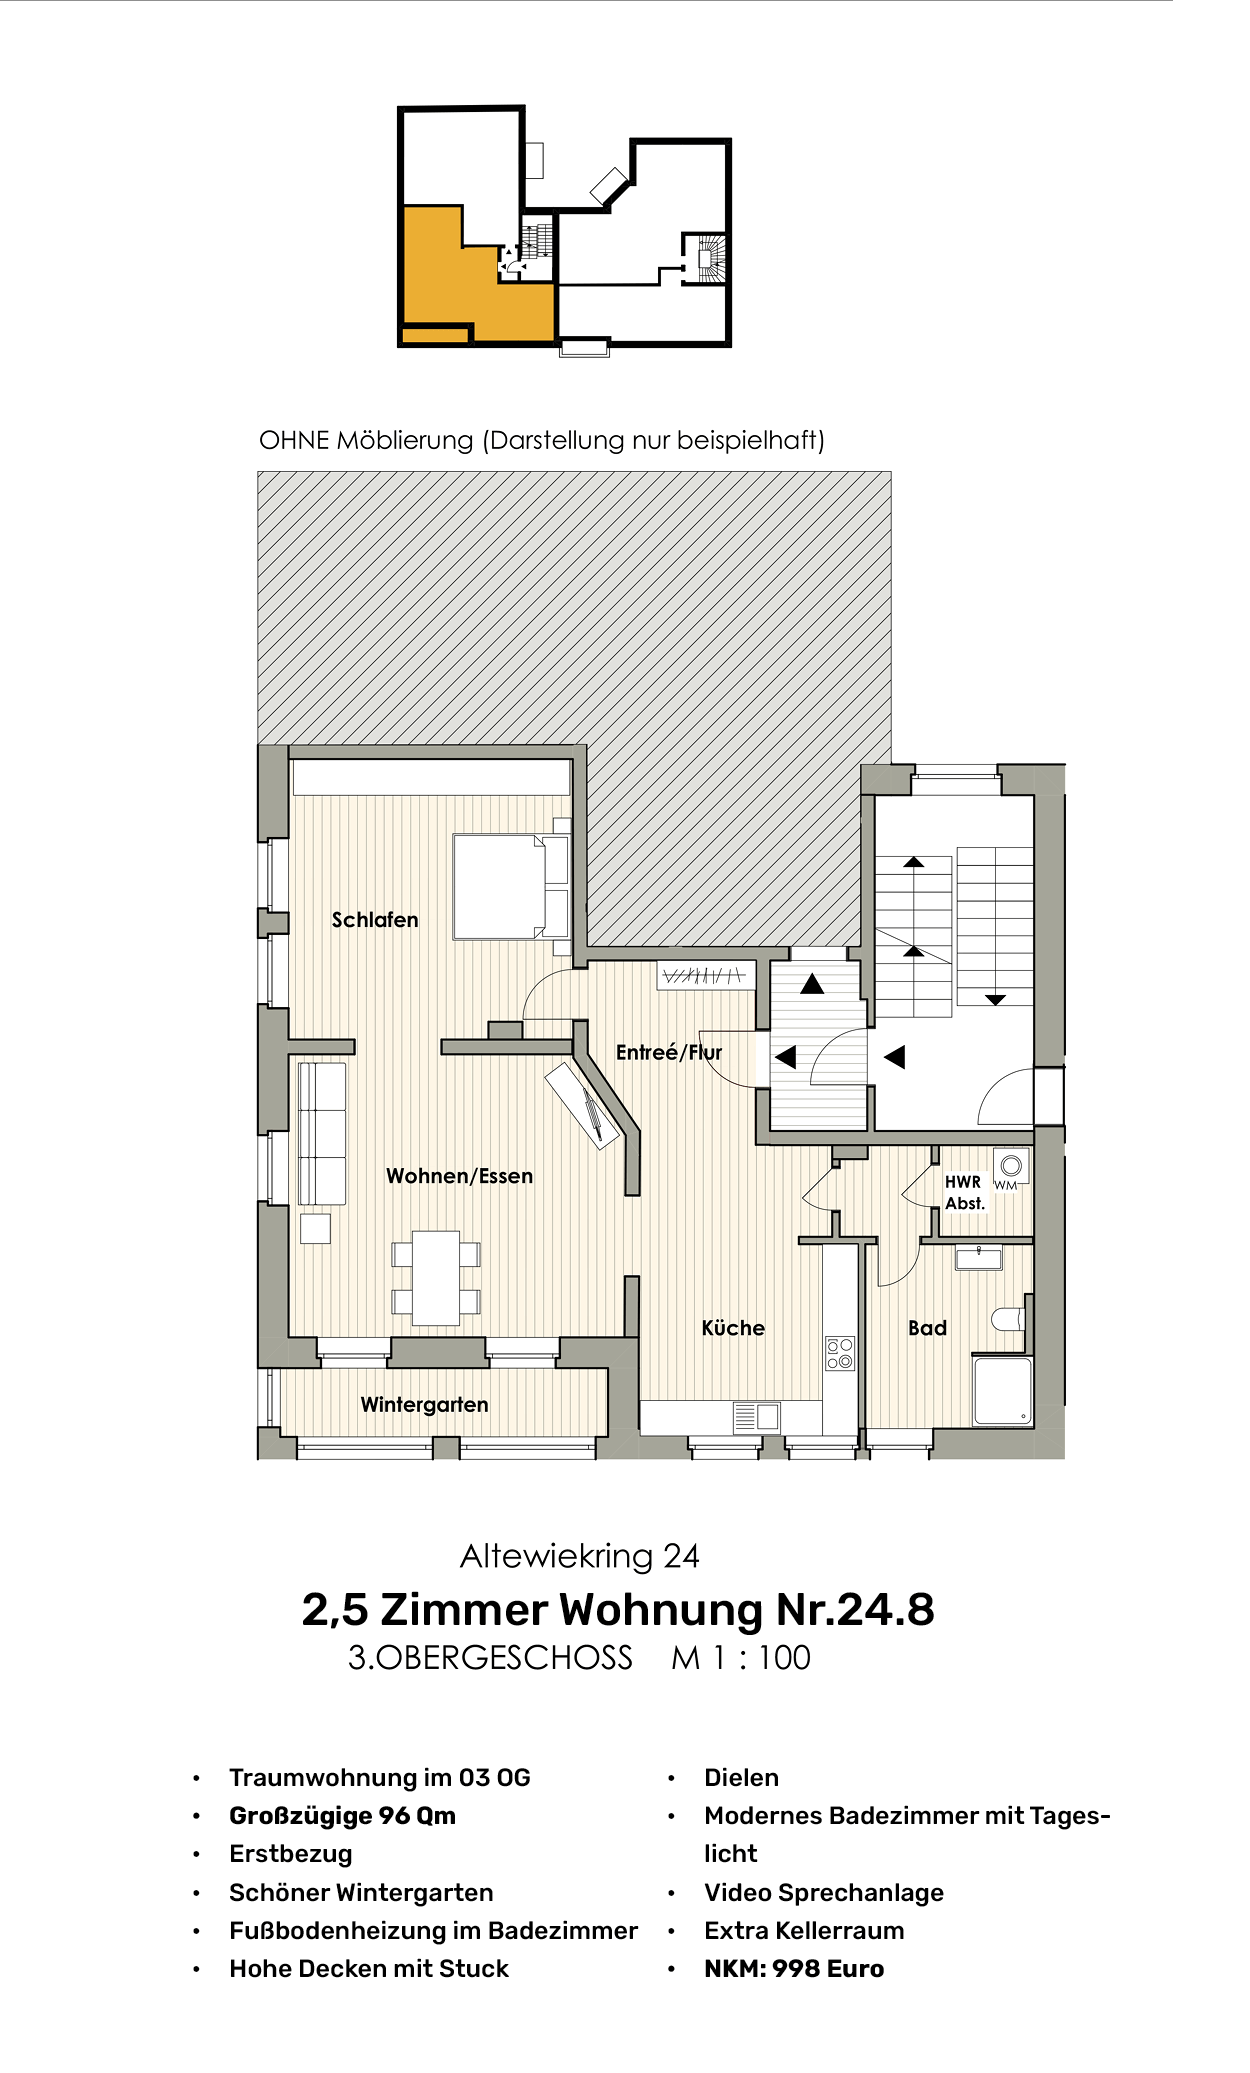 OHNE Möblierung (Darstellung nur beispielhaft)
Schlafen
Entreé/Flur
Wohnen/Essen
HWR
WM
Abst.
Küche
Bad
Wintergarten
Altewiekring 24
2,5 Zimmer Wohnung Nr.24.8
3.OBERGESCHOSS M 1 : 100
• Traumwohnung im 03 OG
• Großzügige 96 Qm
• Erstbezug
• Schöner Wintergarten
• Fußbodenheizung im Badezimmer
• Hohe Decken mit Stuck
• Dielen
• Modernes Badezimmer mit Tages-
licht
• Video Sprechanlage
• Extra Kellerraum
• NKM: 998 Euro